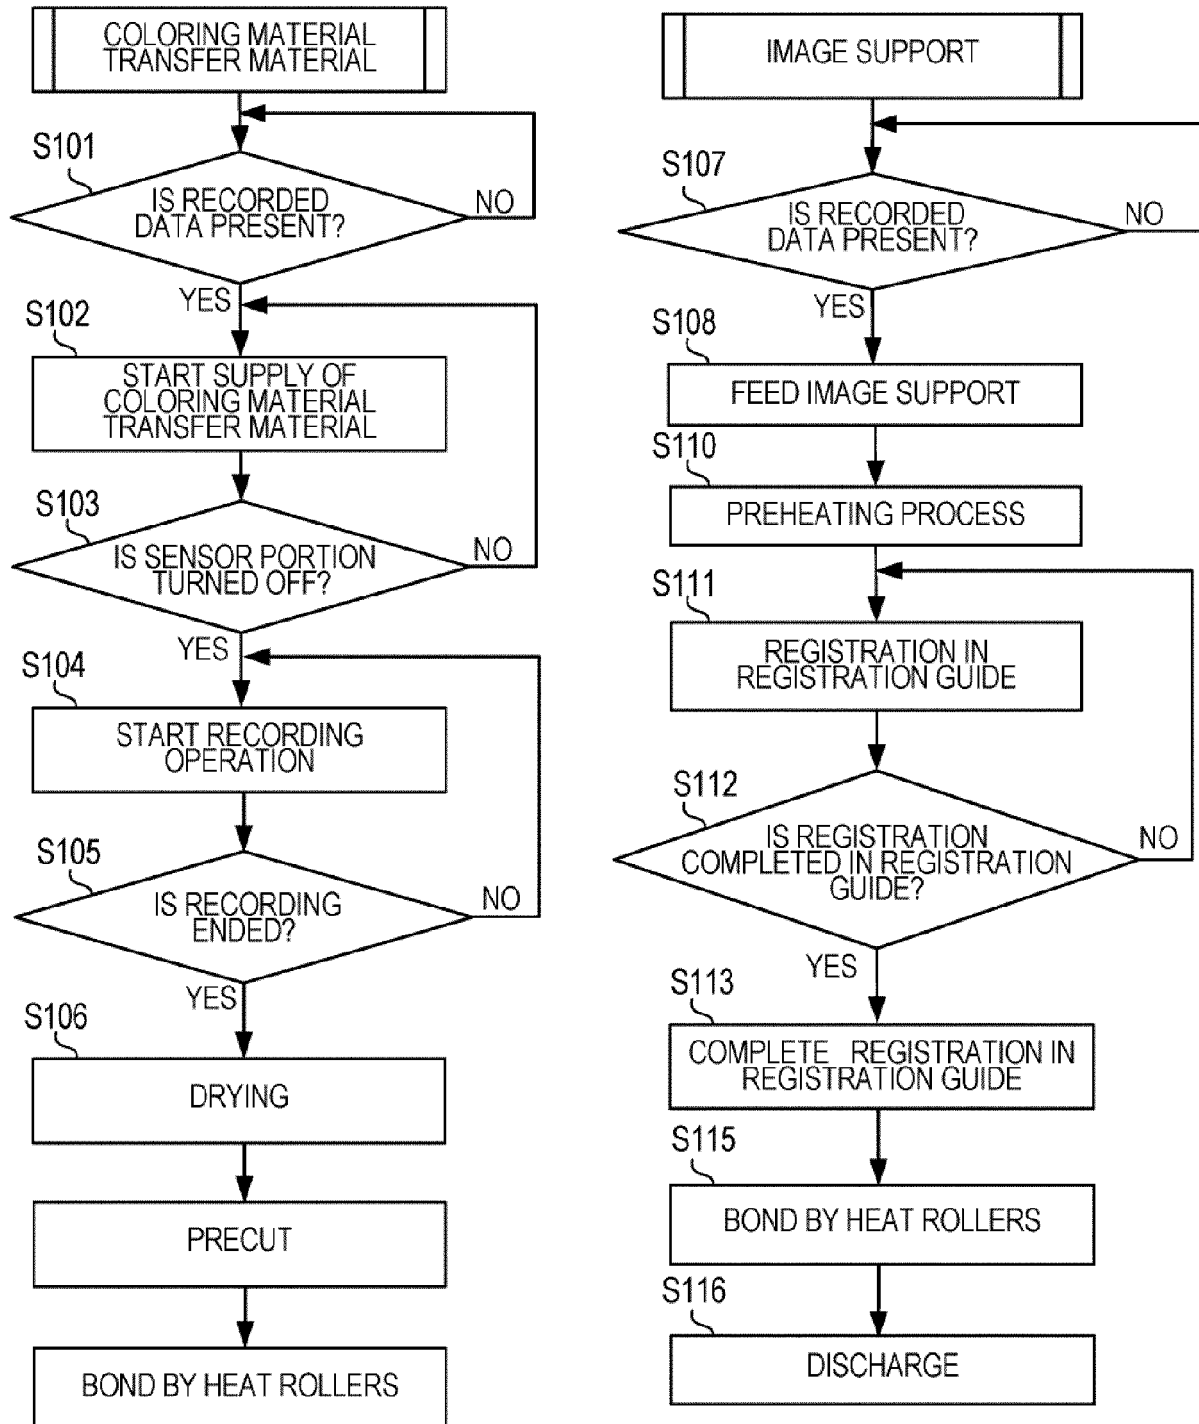 COLORING MATERIAL
TRANSFER MATERIAL
S101
IS RECORDED
DATA PRESENT?
NO
YES
S102
START SUPPLY OF
COLORING MATERIAL
TRANSFER MATERIAL
S103
IS SENSOR PORTION
TURNED OFF?
NO
YES
S104
START RECORDING
OPERATION
S105
IS RECORDING
ENDED?
NO
YES
S106
DRYING
PRECUT
BOND BY HEAT ROLLERS
IMAGE SUPPORT
S107
IS RECORDED
DATA PRESENT?
NO
YES
S108
FEED IMAGE SUPPORT
S110
PREHEATING PROCESS
S111
REGISTRATION IN
REGISTRATION GUIDE
S112
IS REGISTRATION
COMPLETED IN REGISTRATION
GUIDE?
NO
YES
S113
COMPLETE REGISTRATION IN
REGISTRATION GUIDE
S115
BOND BY HEAT ROLLERS
S116
DISCHARGE